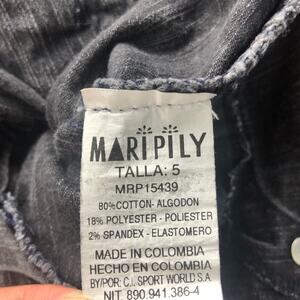 MARIPILY
TALLA: 5
MRP15439
80%COTTON- ALGODON
18% POLYESTER - POLIESTER
2% SPANDEX - ELASTOMERO
MADE IN COLOMBIA
HECHO EN COLOMBIA
BY/POR: C.I. SPORT WORLD S.A
NIT. 890.941.386-4